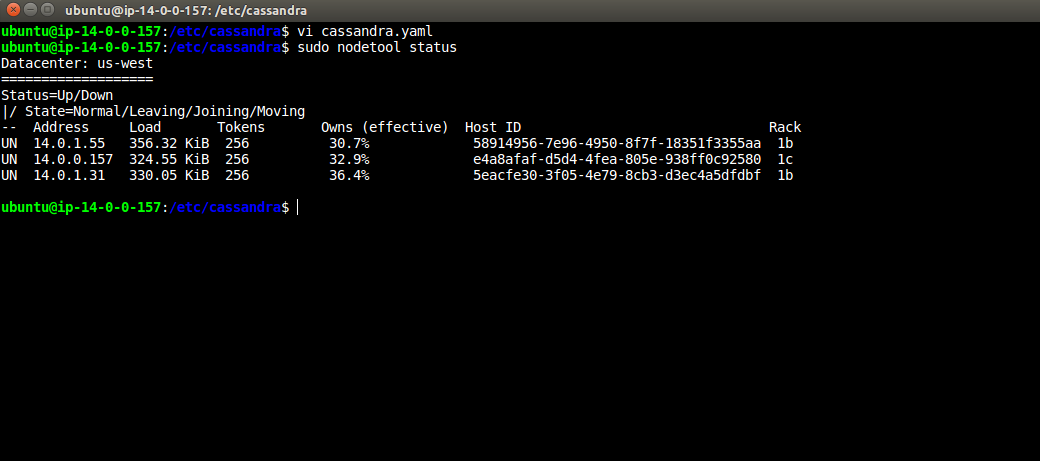 ubuntu@ip-14-0-0-157: /etc/cassandra
ubuntu@ip-14-0-0-157:/etc/cassandra$ vi cassandra.yaml
ubuntu@ip-14-0-0-157:/etc/cassandra$ sudo nodetool status
Datacenter: us-west
===================
Status=Up/Down
|/ State=Normal/Leaving/Joining/Moving
--  Address     Load       Tokens       Owns (effective)  Host ID                               Rack
UN  14.0.1.55   356.32 KiB  256          30.7%             58914956-7e96-4950-8f7f-18351f3355aa  1b
UN  14.0.0.157  324.55 KiB  256          32.9%             e4a8afaf-d5d4-4fea-805e-938ff0c92580  1c
UN  14.0.1.31   330.05 KiB  256          36.4%             5eacfe30-3f05-4e79-8cb3-d3ec4a5dfdbf  1b
ubuntu@ip-14-0-0-157:/etc/cassandra$